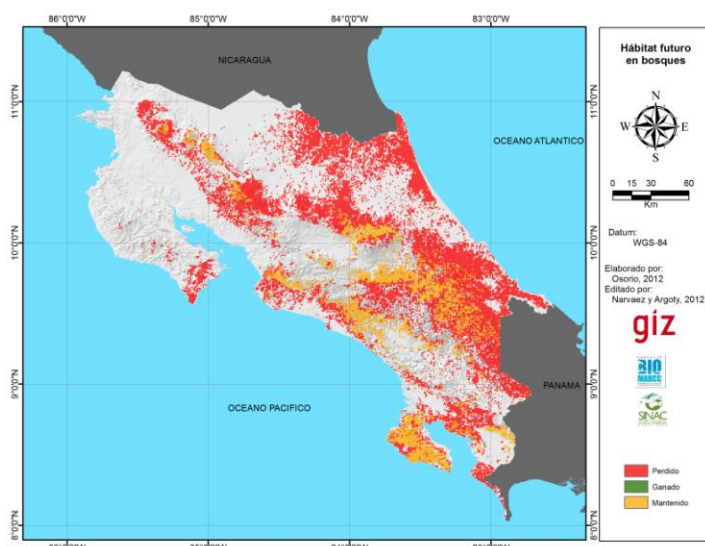 86°0'0"W 85°0'0"W 84°0'0"W 83°0'0"W
NICARAGUA
11°0'0"N
OCEANO ATLANTICO
10°0'0"N
9°0'0"N
PANAMA
OCEANO PACIFICO
8°0'0"N
Hábitat futuro
en bosques
N
W E
S
0 15 30 60
Km
Datum:
WGS-84
Elaborado por:
Osorio, 2012
Editado por:
Narvaez y Argoty, 2012
giz
BIO
MARCC
SINAC
Perdido
Ganado
Mantenido